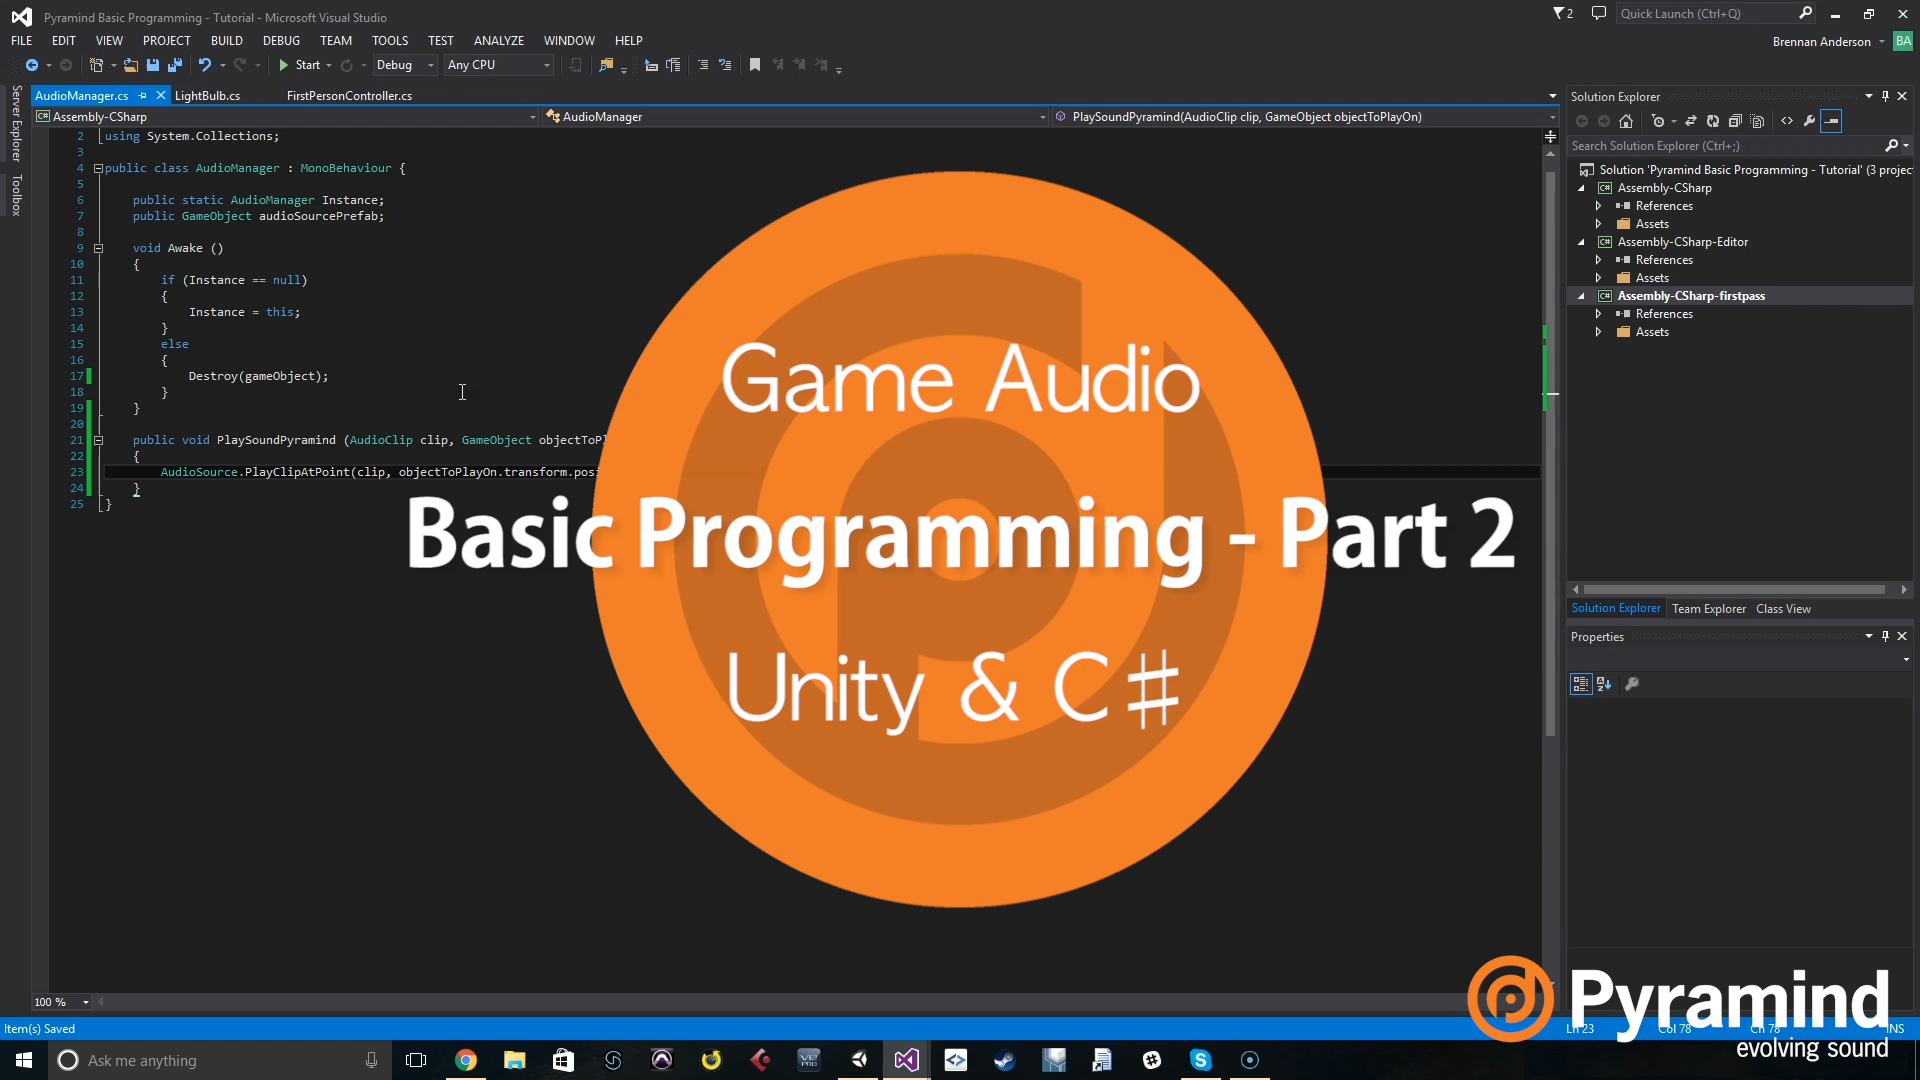 Pyramind Basic Programming - Tutorial - Microsoft Visual Studio
2
Quick Launch (Ctrl+Q)
FILE EDIT VIEW PROJECT BUILD DEBUG TEAM TOOLS TEST ANALYZE WINDOW HELP
Brennan Anderson BA
Start Debug Any CPU
Server Explorer
Toolbox
AudioManager.cs LightBulb.cs FirstPersonController.cs
Assembly-CSharp AudioManager PlaySoundPyramind(AudioClip clip, GameObject objectToPlayOn)
2 using System.Collections;
3
4 public class AudioManager : MonoBehaviour {
5
6 public static AudioManager Instance;
7 public GameObject audioSourcePrefab;
8
9 void Awake ()
10 {
11 if (Instance == null)
12 {
13 Instance = this;
14 }
15 else
16 {
17 Destroy(gameObject);
18 }
19 }
20
21 public void PlaySoundPyramind (AudioClip clip, GameObject objectToPl
22 {
23 AudioSource.PlayClipAtPoint(clip, objectToPlayOn.transform.posi
24 }
25 }
Game Audio
Basic Programming - Part 2
Unity & C#
Solution Explorer
Search Solution Explorer (Ctrl+;)
Solution 'Pyramind Basic Programming - Tutorial' (3 projec
Assembly-CSharp
References
Assets
Assembly-CSharp-Editor
References
Assets
Assembly-CSharp-firstpass
References
Assets
Solution Explorer Team Explorer Class View
Properties
100 %
Pyramind
evolving sound
Item(s) Saved
Ln 23 Col 78 Ch 78 INS
Ask me anything